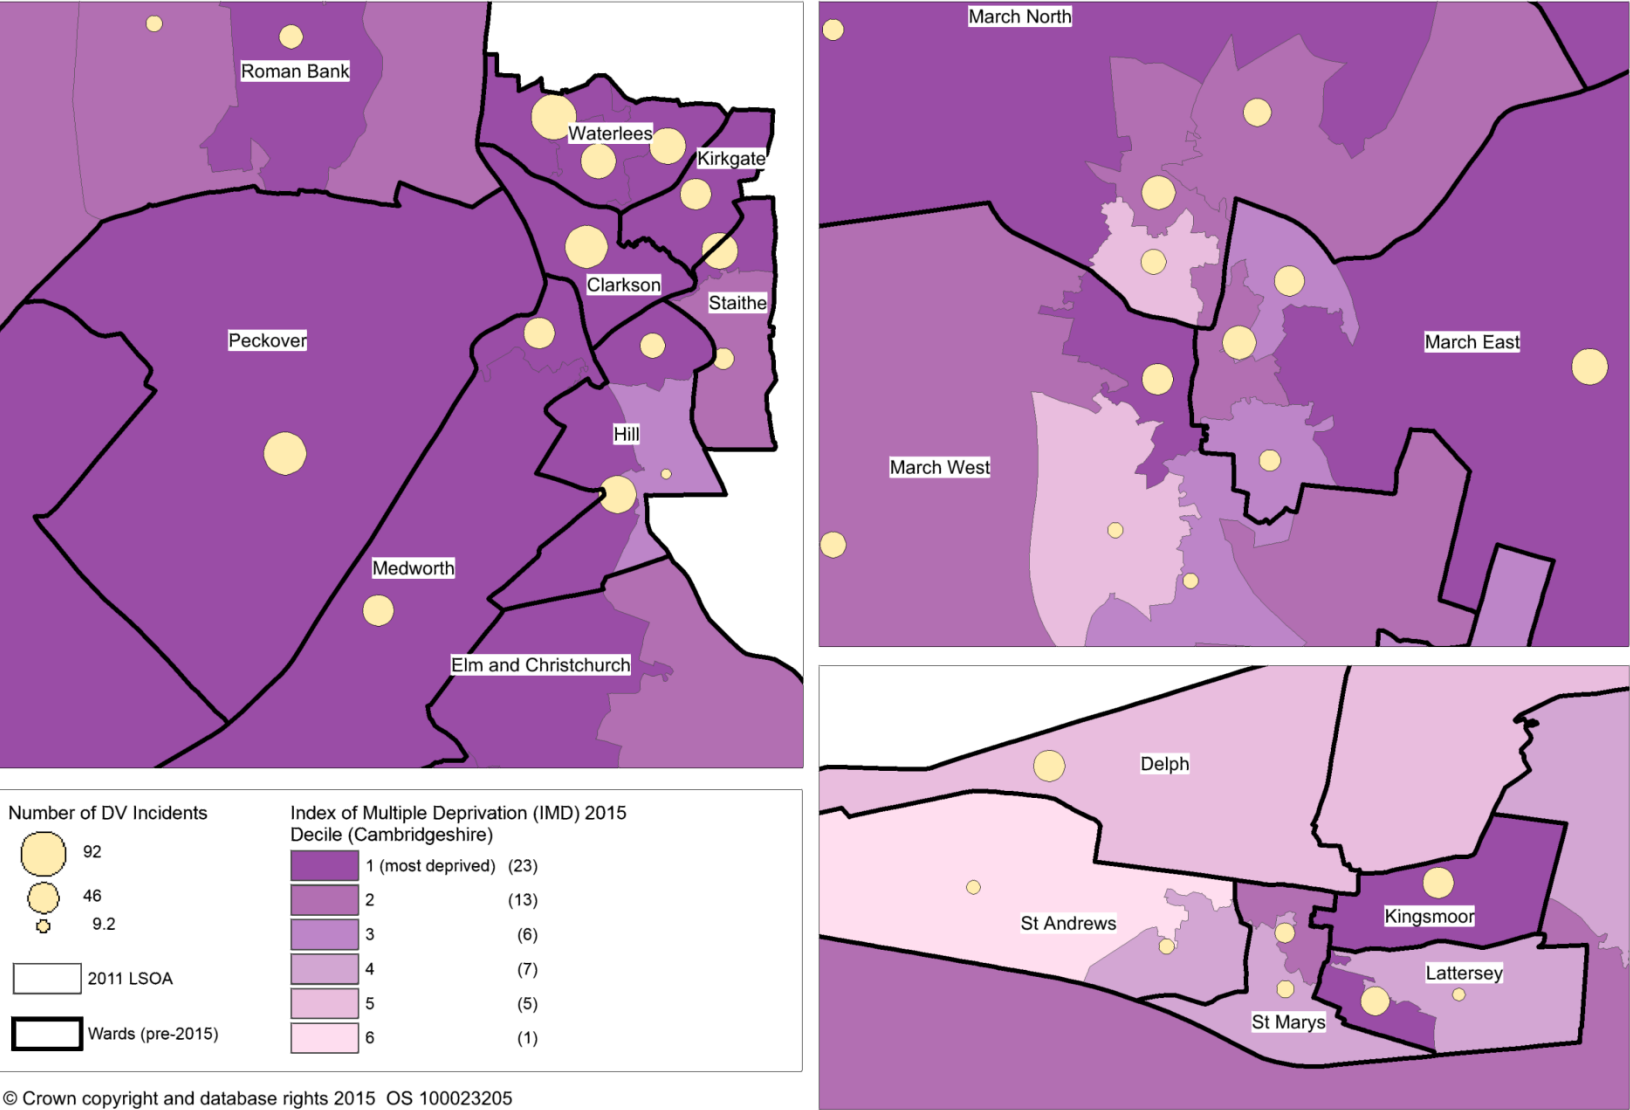 Roman Bank
Waterlees
Kirkgate
Clarkson
Staithe
Peckover
Hill
Medworth
Elm and Christchurch
March North
March East
March West
Delph
St Andrews
Kingsmoor
Lattersey
St Marys
Number of DV Incidents
92
46
9.2
2011 LSOA
Wards (pre-2015)
Index of Multiple Deprivation (IMD) 2015
Decile (Cambridgeshire)
1 (most deprived) (23)
2 (13)
3 (6)
4 (7)
5 (5)
6 (1)
© Crown copyright and database rights 2015 OS 100023205